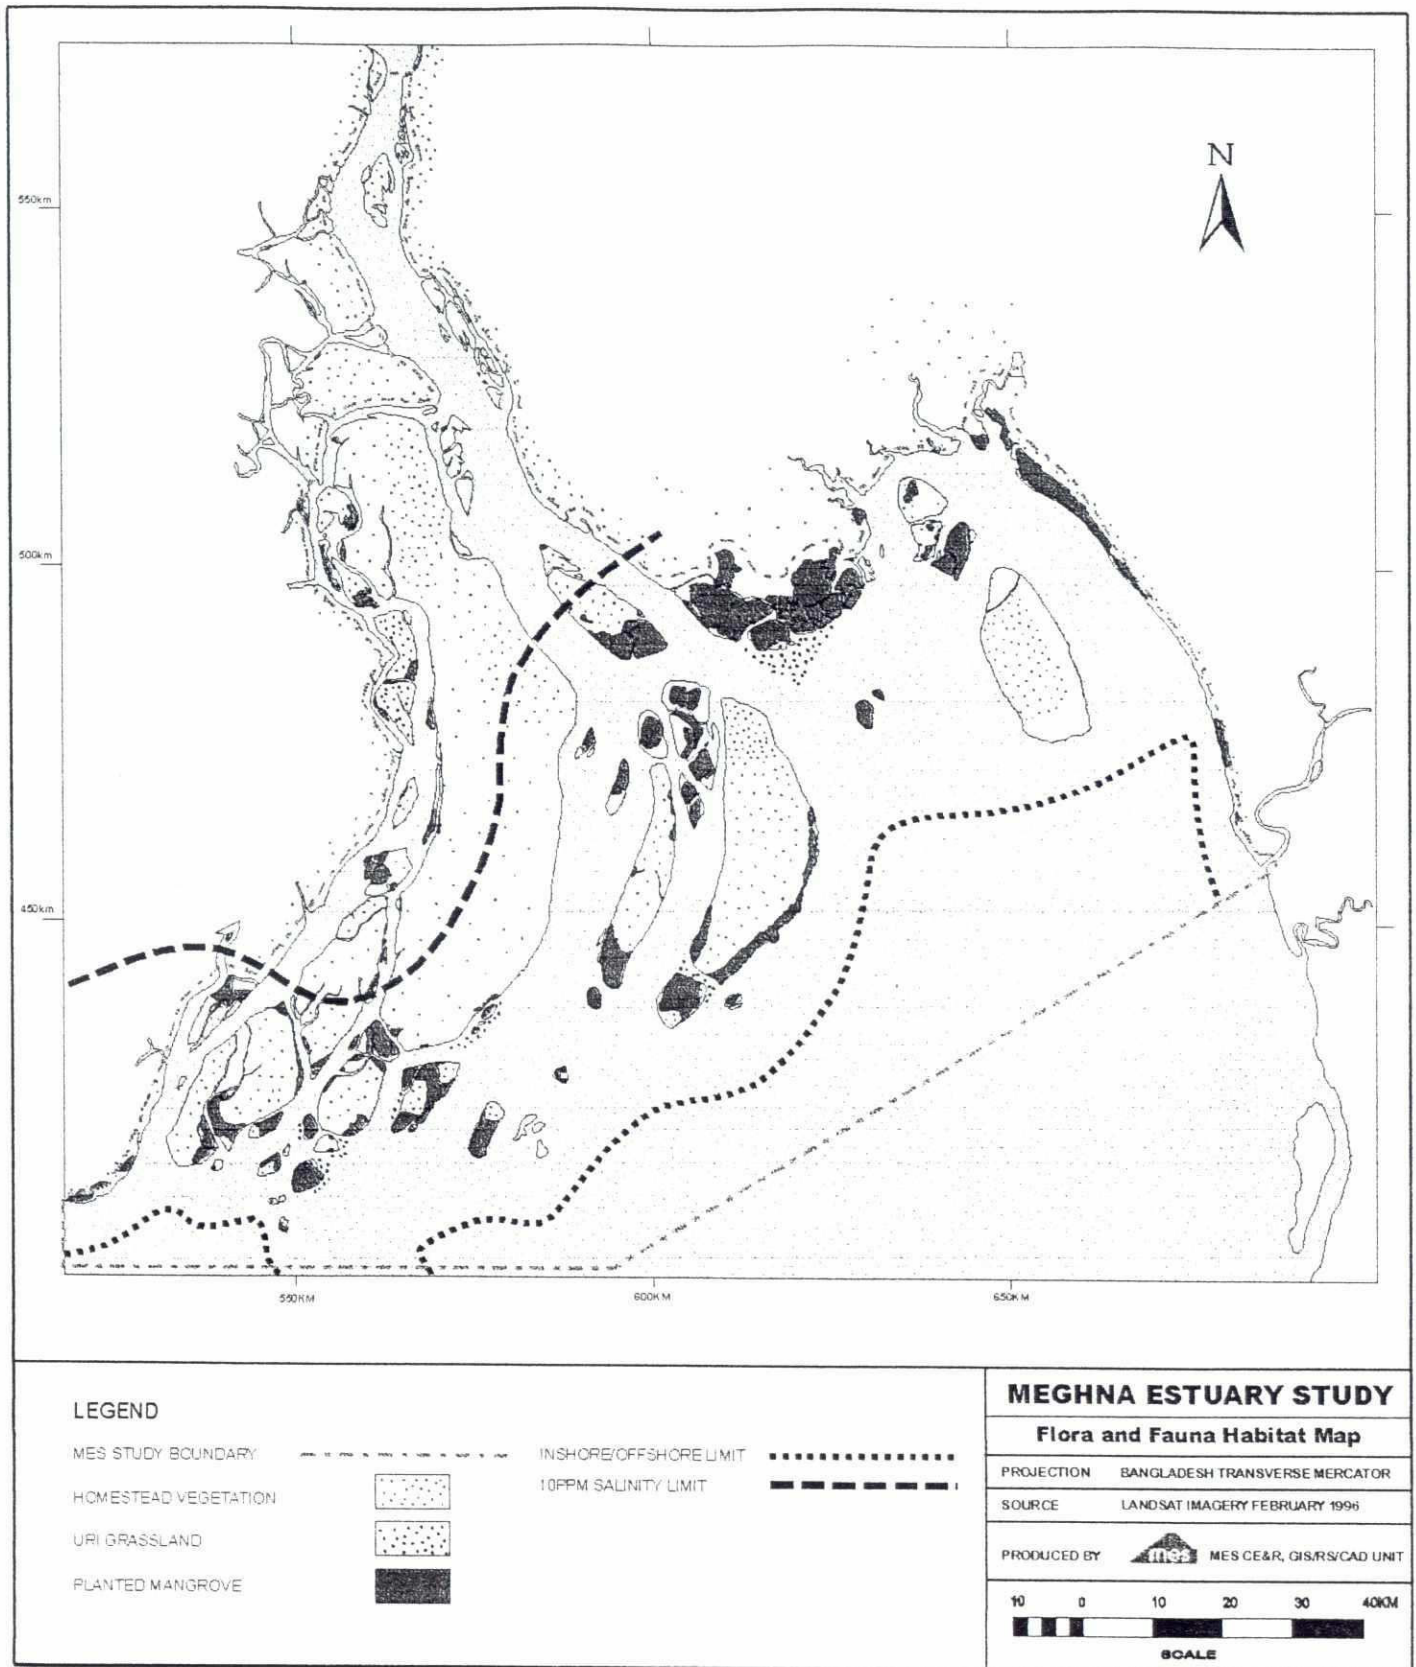 N
550km
500km
450km
550KM
600KM
650KM
LEGEND
MES STUDY BOUNDARY
HOMESTEAD VEGETATION
URI GRASSLAND
PLANTED MANGROVE
INSHORE/OFFSHORE LIMIT
10PPM SALINITY LIMIT
MEGHNA ESTUARY STUDY
Flora and Fauna Habitat Map
PROJECTION BANGLADESH TRANSVERSE MERCATOR
SOURCE LANDSAT IMAGERY FEBRUARY 1996
PRODUCED BY mes MES CE&R, GIS/RS/CAD UNIT
10 0 10 20 30 40KM
SCALE